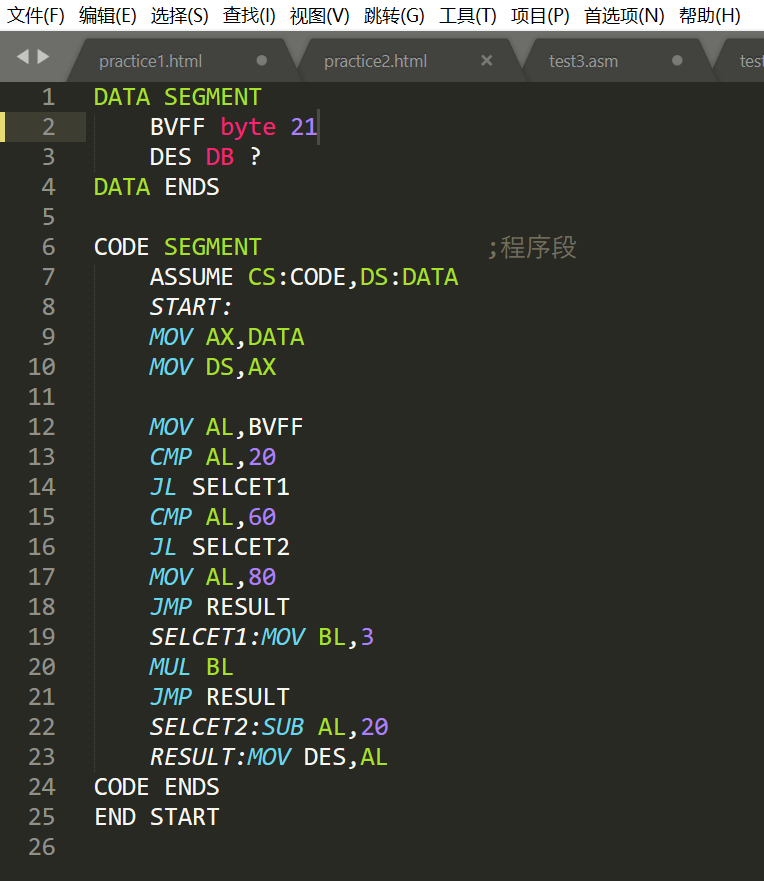 文件(F) 编辑(E) 选择(S) 查找(I) 视图(V) 跳转(G) 工具(T) 项目(P) 首选项(N) 帮助(H)
practice1.html practice2.html test3.asm tes
1 DATA SEGMENT
2 BVFF byte 21
3 DES DB ?
4 DATA ENDS
5
6 CODE SEGMENT ;程序段
7 ASSUME CS:CODE,DS:DATA
8 START:
9 MOV AX,DATA
10 MOV DS,AX
11
12 MOV AL,BVFF
13 CMP AL,20
14 JL SELCET1
15 CMP AL,60
16 JL SELCET2
17 MOV AL,80
18 JMP RESULT
19 SELCET1:MOV BL,3
20 MUL BL
21 JMP RESULT
22 SELCET2:SUB AL,20
23 RESULT:MOV DES,AL
24 CODE ENDS
25 END START
26